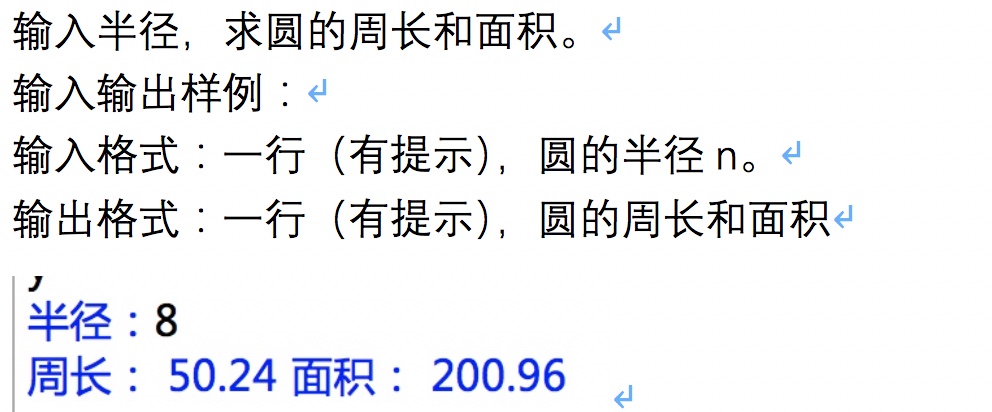 输入半径，求圆的周长和面积。↵
输入输出样例：↵
输入格式：一行（有提示），圆的半径 n。↵
输出格式：一行（有提示），圆的周长和面积↵
半径：8
周长： 50.24 面积： 200.96 ↵